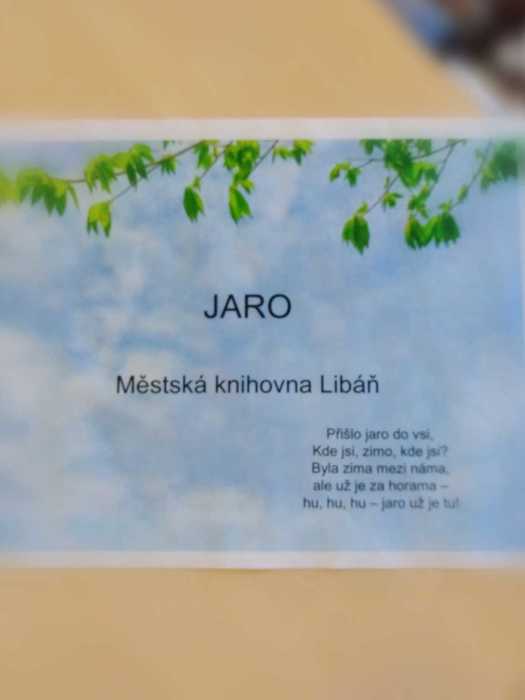 JARO
Městská knihovna Libáň
Přišlo jaro do vsi,
Kde jsi, zimo, kde jsi?
Byla zima mezi náma,
ale už je za horama –
hu, hu, hu – jaro už je tu!